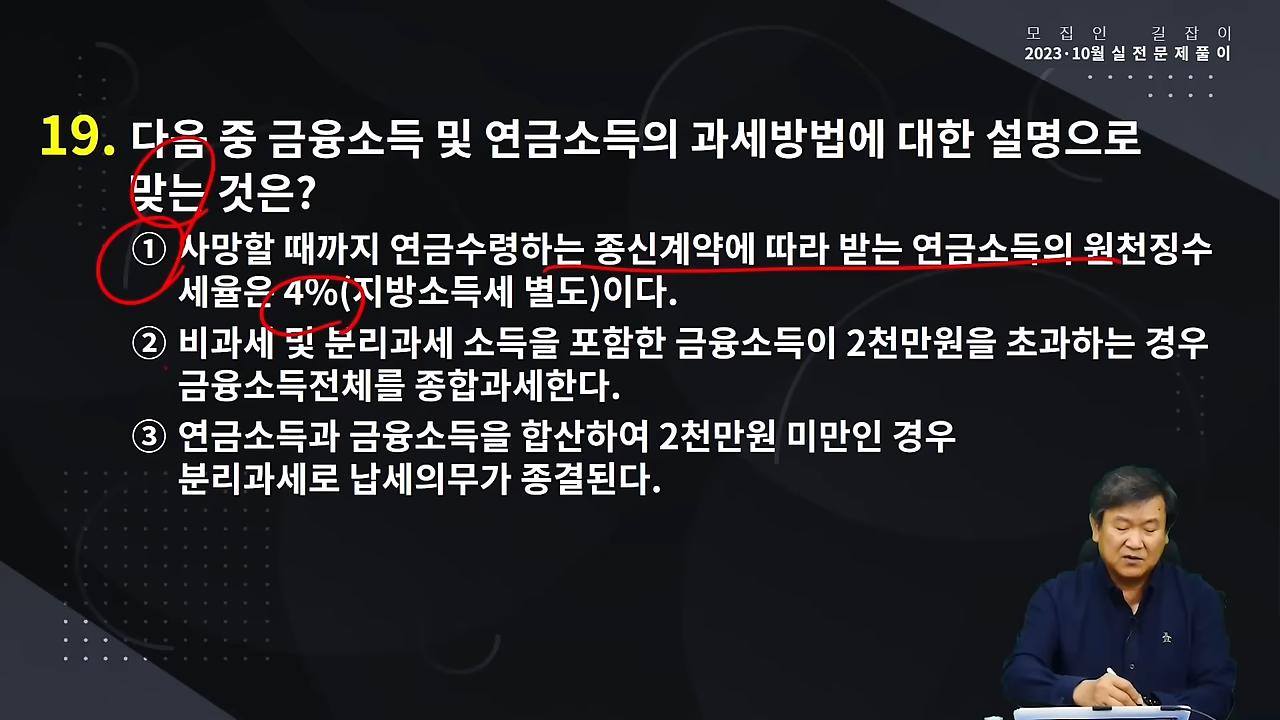 모집인 길잡이
2023·10월 실전문제풀이
19. 다음 중 금융소득 및 연금소득의 과세방법에 대한 설명으로
맞는 것은?
① 사망할 때까지 연금수령하는 종신계약에 따라 받는 연금소득의 원천징수
세율은 4%(지방소득세 별도)이다.
② 비과세 및 분리과세 소득을 포함한 금융소득이 2천만원을 초과하는 경우
금융소득전체를 종합과세한다.
③ 연금소득과 금융소득을 합산하여 2천만원 미만인 경우
분리과세로 납세의무가 종결된다.